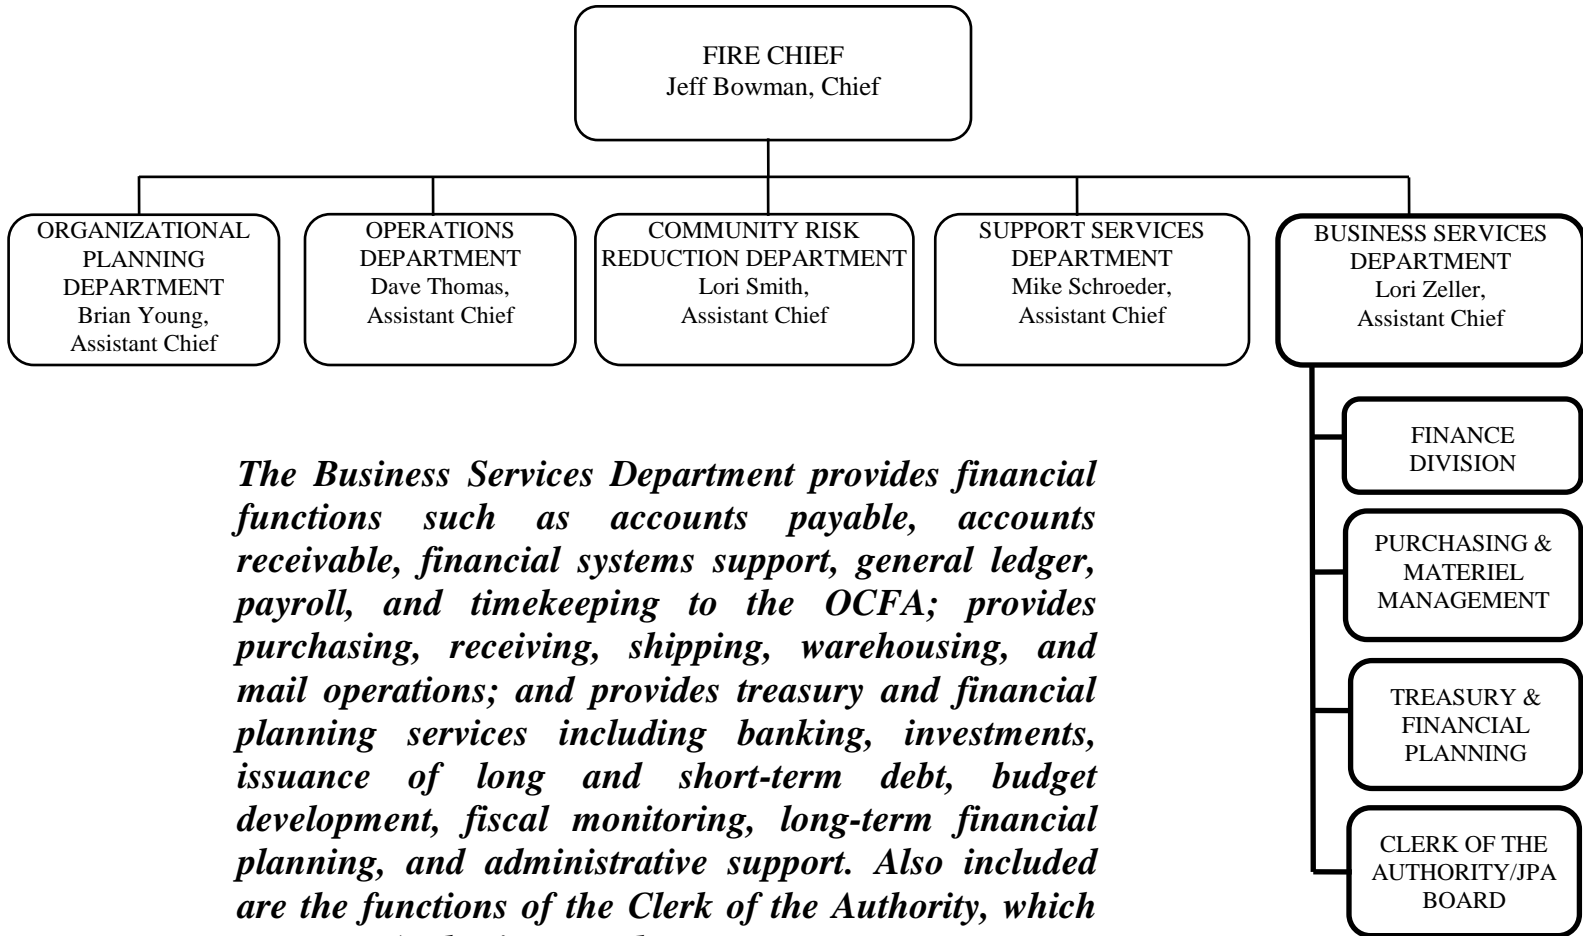 FIRE CHIEF
Jeff Bowman, Chief
ORGANIZATIONAL
PLANNING
DEPARTMENT
Brian Young,
Assistant Chief
OPERATIONS
DEPARTMENT
Dave Thomas,
Assistant Chief
COMMUNITY RISK
REDUCTION DEPARTMENT
Lori Smith,
Assistant Chief
SUPPORT SERVICES
DEPARTMENT
Mike Schroeder,
Assistant Chief
BUSINESS SERVICES
DEPARTMENT
Lori Zeller,
Assistant Chief
FINANCE
DIVISION
PURCHASING &
MATERIEL
MANAGEMENT
TREASURY &
FINANCIAL
PLANNING
CLERK OF THE
AUTHORITY/JPA
BOARD
The Business Services Department provides financial
functions such as accounts payable, accounts
receivable, financial systems support, general ledger,
payroll, and timekeeping to the OCFA; provides
purchasing, receiving, shipping, warehousing, and
mail operations; and provides treasury and financial
planning services including banking, investments,
issuance of long and short-term debt, budget
development, fiscal monitoring, long-term financial
planning, and administrative support. Also included
are the functions of the Clerk of the Authority, which